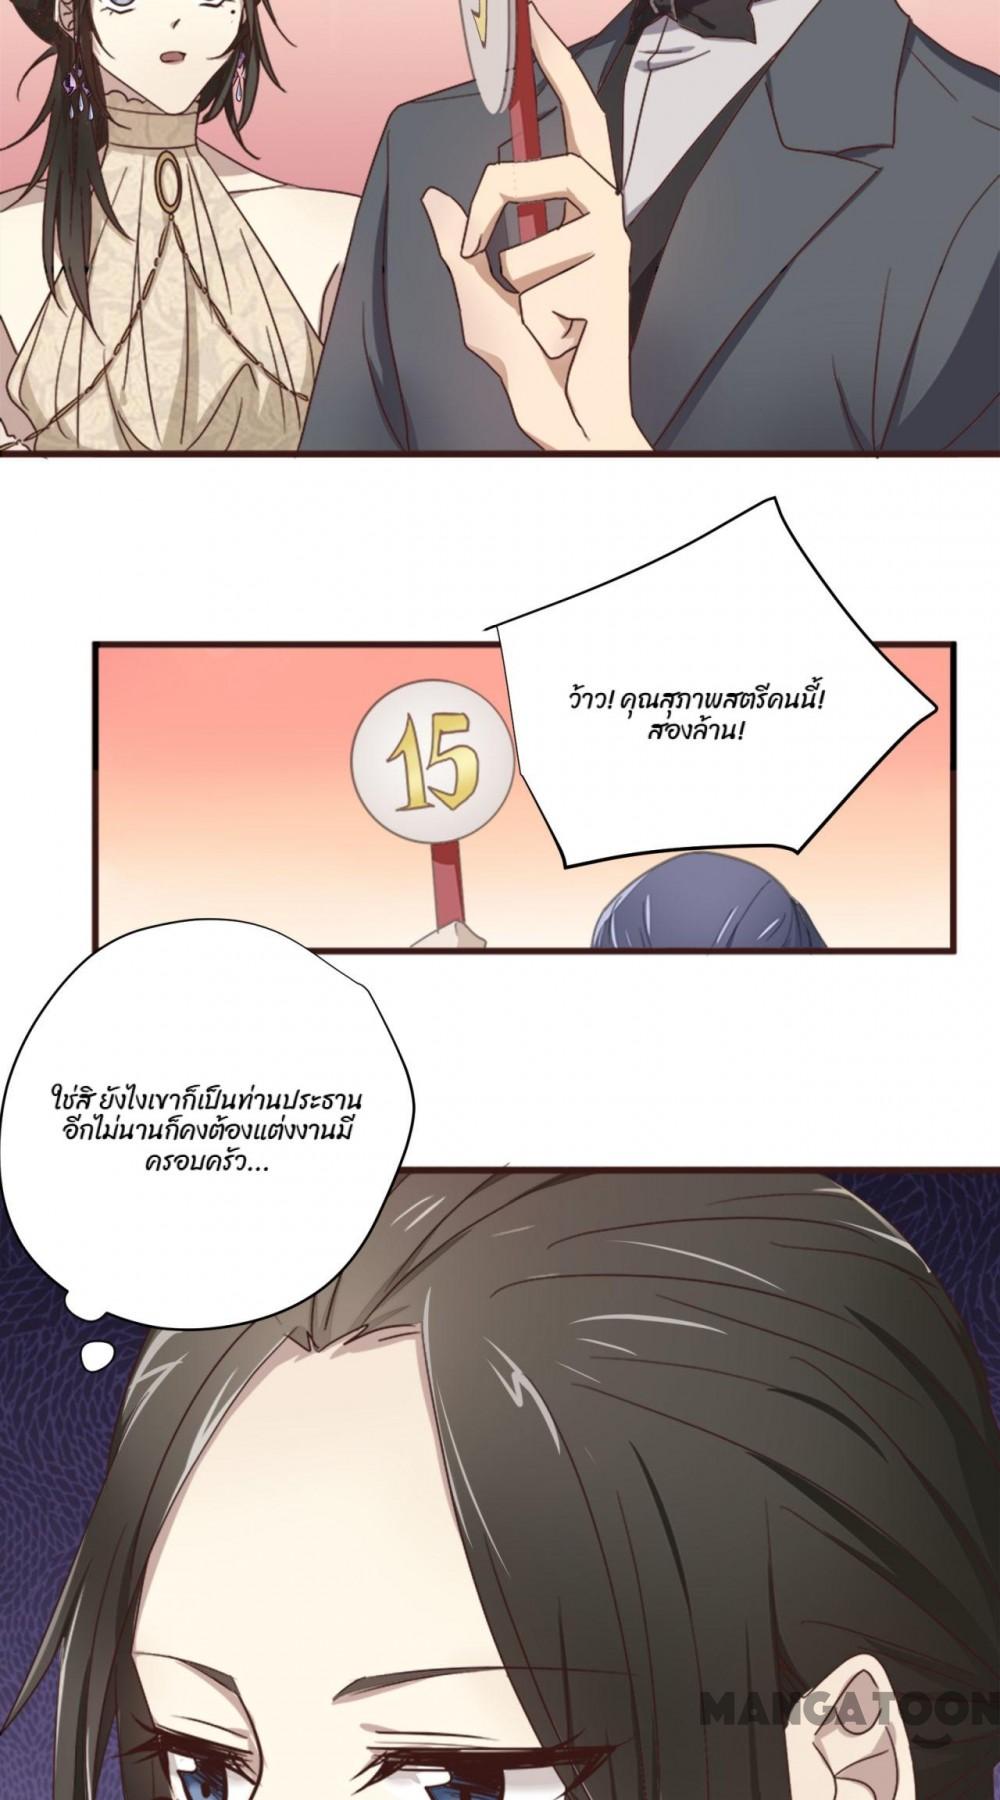 ว้าว! คุณสุภาพสตรีคนนี้!
สองล้าน!
15
ใช่สิ ยังไงเขาก็เป็นท่านประธาน
อีกไม่นานก็คงต้องแต่งงานมี
ครอบครัว...
MANGATOON